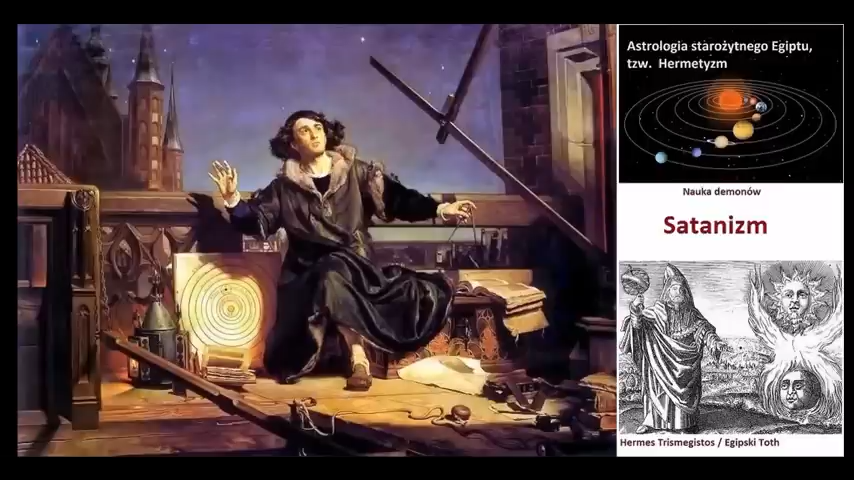 Astrologia starożytnego Egiptu,
tzw. Hermetyzm
Nauka demonów
Satanizm
Hermes Trismegistos / Egipski Toth